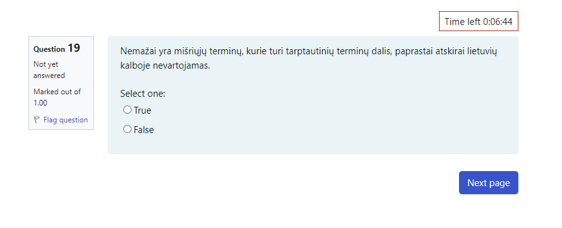 Time left 0:06:44
Question 19
Not yet
answered
Marked out of
1.00
Flag question
Nemažai yra mišriųjų terminų, kurie turi tarptautinių terminų dalis, paprastai atskirai lietuvių
kalboje nevartojamas.
Select one:
True
False
Next page